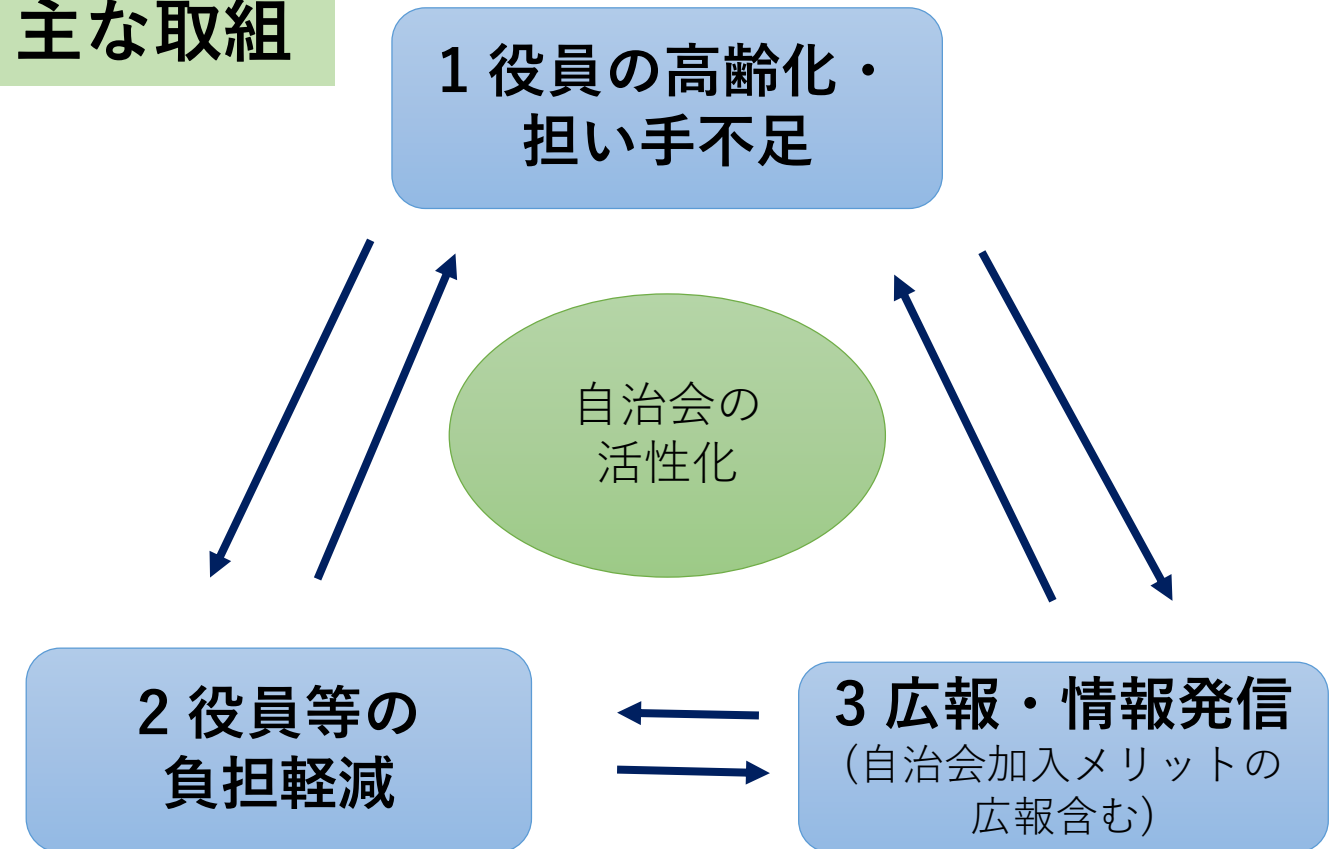 主な取組
1 役員の高齢化・
担い手不足
自治会の
活性化
2 役員等の
負担軽減
3 広報・情報発信
（自治会加入メリットの
広報含む）